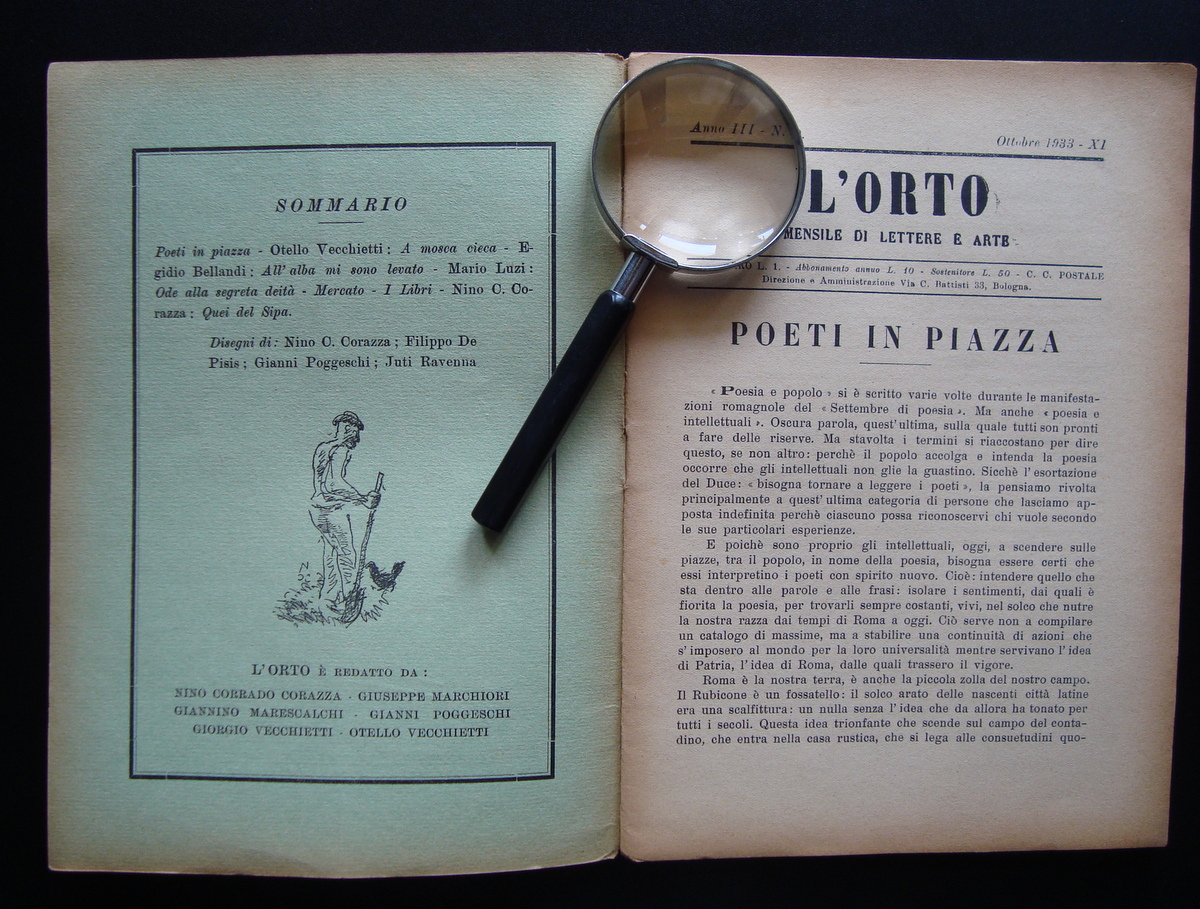 SOMMARIO
Poeti in piazza - Otello Vecchietti: A mosca cieca - E-
gidio Bellandi: All'alba mi sono levato - Mario Luzi:
Ode alla segreta deità - Mercato - I Libri - Nino C. Co-
razza: Quei del Sipa.
Disegni di: Nino C. Corazza; Filippo De
Pisis; Gianni Poggeschi; Juti Ravenna
L'ORTO È REDATTO DA:
NINO CORRADO CORAZZA - GIUSEPPE MARCHIORI
GIANNINO MARESCALCHI - GIANNI POGGESCHI
GIORGIO VECCHIETTI - OTELLO VECCHIETTI
Anno III - N.
Ottobre 1933 - XI
L'ORTO
MENSILE DI LETTERE E ARTE
L. 1. - Abbonamento annuo L. 10 - Sostenitore L. 50 - C. C. POSTALE
Direzione e Amministrazione Via C. Battisti 33, Bologna.
POETI IN PIAZZA
« Poesia e popolo » si è scritto varie volte durante le manifesta-
zioni romagnole del « Settembre di poesia ». Ma anche « poesia e
intellettuali ». Oscura parola, quest'ultima, sulla quale tutti son pronti
a fare delle riserve. Ma stavolta i termini si riaccostano per dire
questo, se non altro: perchè il popolo accolga e intenda la poesia
occorre che gli intellettuali non glie la guastino. Sicchè l'esortazione
del Duce: « bisogna tornare a leggere i poeti », la pensiamo rivolta
principalmente a quest'ultima categoria di persone che lasciamo ap-
posta indefinita perchè ciascuno possa riconoscervi chi vuole secondo
le sue particolari esperienze.
E poichè sono proprio gli intellettuali, oggi, a scendere sulle
piazze, tra il popolo, in nome della poesia, bisogna essere certi che
essi interpretino i poeti con spirito nuovo. Cioè: intendere quello che
sta dentro alle parole e alle frasi: isolare i sentimenti, dai quali è
fiorita la poesia, per trovarli sempre costanti, vivi, nel solco che nutre
la nostra razza dai tempi di Roma a oggi. Ciò serve non a compilare
un catalogo di massime, ma a stabilire una continuità di azioni che
s'imposero al mondo per la loro universalità mentre servivano l'idea
di Patria, l'idea di Roma, dalle quali trassero il vigore.
Roma è la nostra terra, è anche la piccola zolla del nostro campo.
Il Rubicone è un fossatello: il solco arato delle nascenti città latine
era una scalfittura: un nulla senza l'idea che da allora ha tonato per
tutti i secoli. Questa idea trionfante che scende sul campo del conta-
dino, che entra nella casa rustica, che si lega alle consuetudini quo-